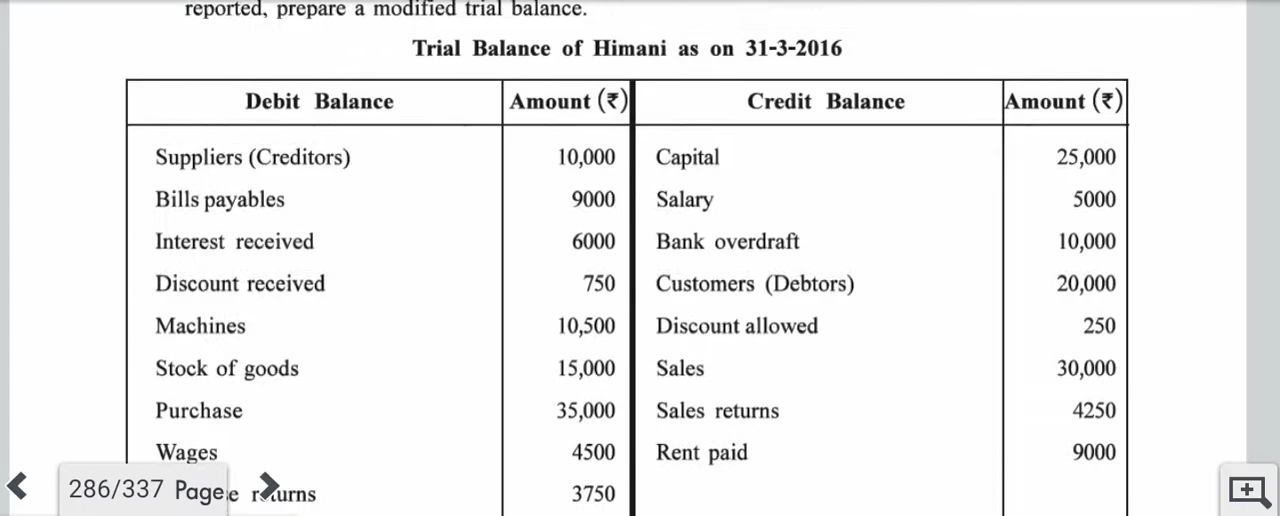 reported, prepare a modified trial balance.
Trial Balance of Himani as on 31-3-2016
Debit Balance Amount (₹) Credit Balance Amount (₹)
Suppliers (Creditors) 10,000 Capital 25,000
Bills payables 9000 Salary 5000
Interest received 6000 Bank overdraft 10,000
Discount received 750 Customers (Debtors) 20,000
Machines 10,500 Discount allowed 250
Stock of goods 15,000 Sales 30,000
Purchase 35,000 Sales returns 4250
Wages 4500 Rent paid 9000
286/337 Page
3750